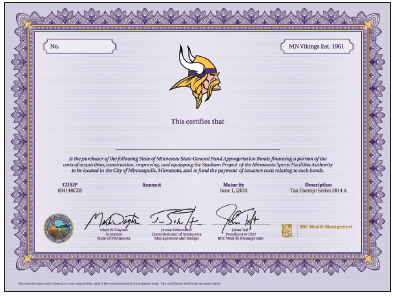 No.
MN Vikings Est. 1961
This certifies that
Is the purchaser of the following State of Minnesota State General Fund Appropriation Bonds financing a portion of the
costs of acquisition, construction, improving, and equipping the Stadium Project of the Minnesota Sports Facilities Authority
to be located in the City of Minneapolis, Minnesota, and to fund the payment of issuance costs relating to such bonds.
CUSIP Amount Maturity Description
June 1, 2033 Tax Exempt Series 2014 A
Mark B. Dayton James Schowalter John Taft
Governor Commissioner of Minnesota President & CEO
State of Minnesota Management and Budget RBC Wealth Management
RBC Wealth Management